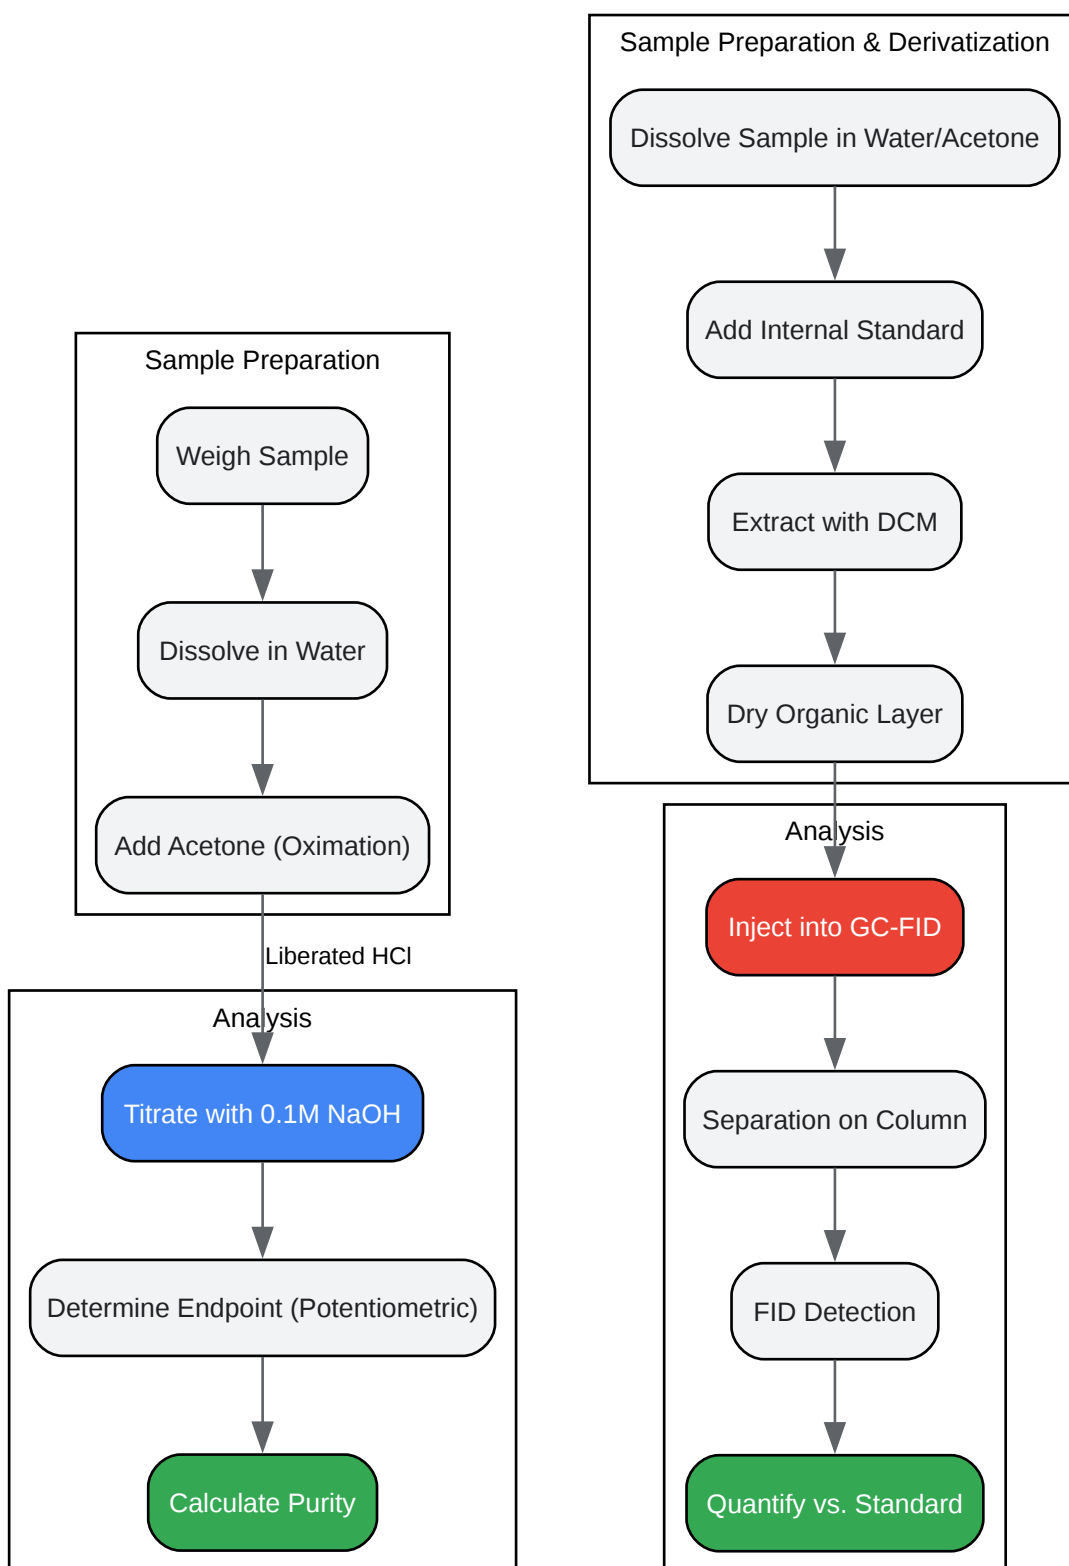 Sample Preparation
Weigh Sample
Dissolve in Water
Add Acetone (Oximation)
Liberated HCl
Analysis
Titrate with 0.1M NaOH
Determine Endpoint (Potentiometric)
Calculate Purity
Sample Preparation & Derivatization
Dissolve Sample in Water/Acetone
Add Internal Standard
Extract with DCM
Dry Organic Layer
Analysis
Inject into GC-FID
Separation on Column
FID Detection
Quantify vs. Standard